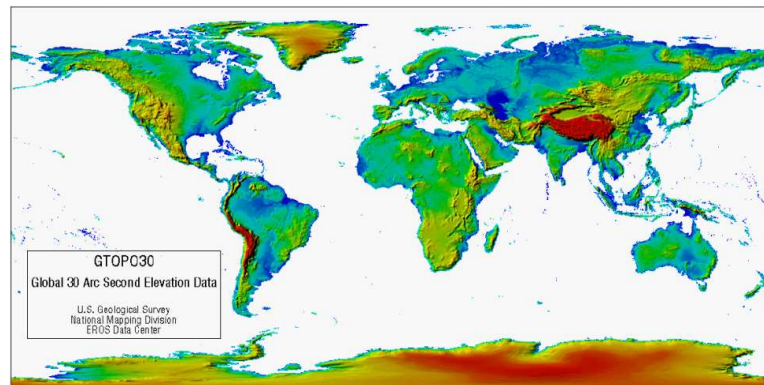 GTOPO30
Global 30 Arc Second Elevation Data
U.S. Geological Survey
National Mapping Division
EROS Data Center